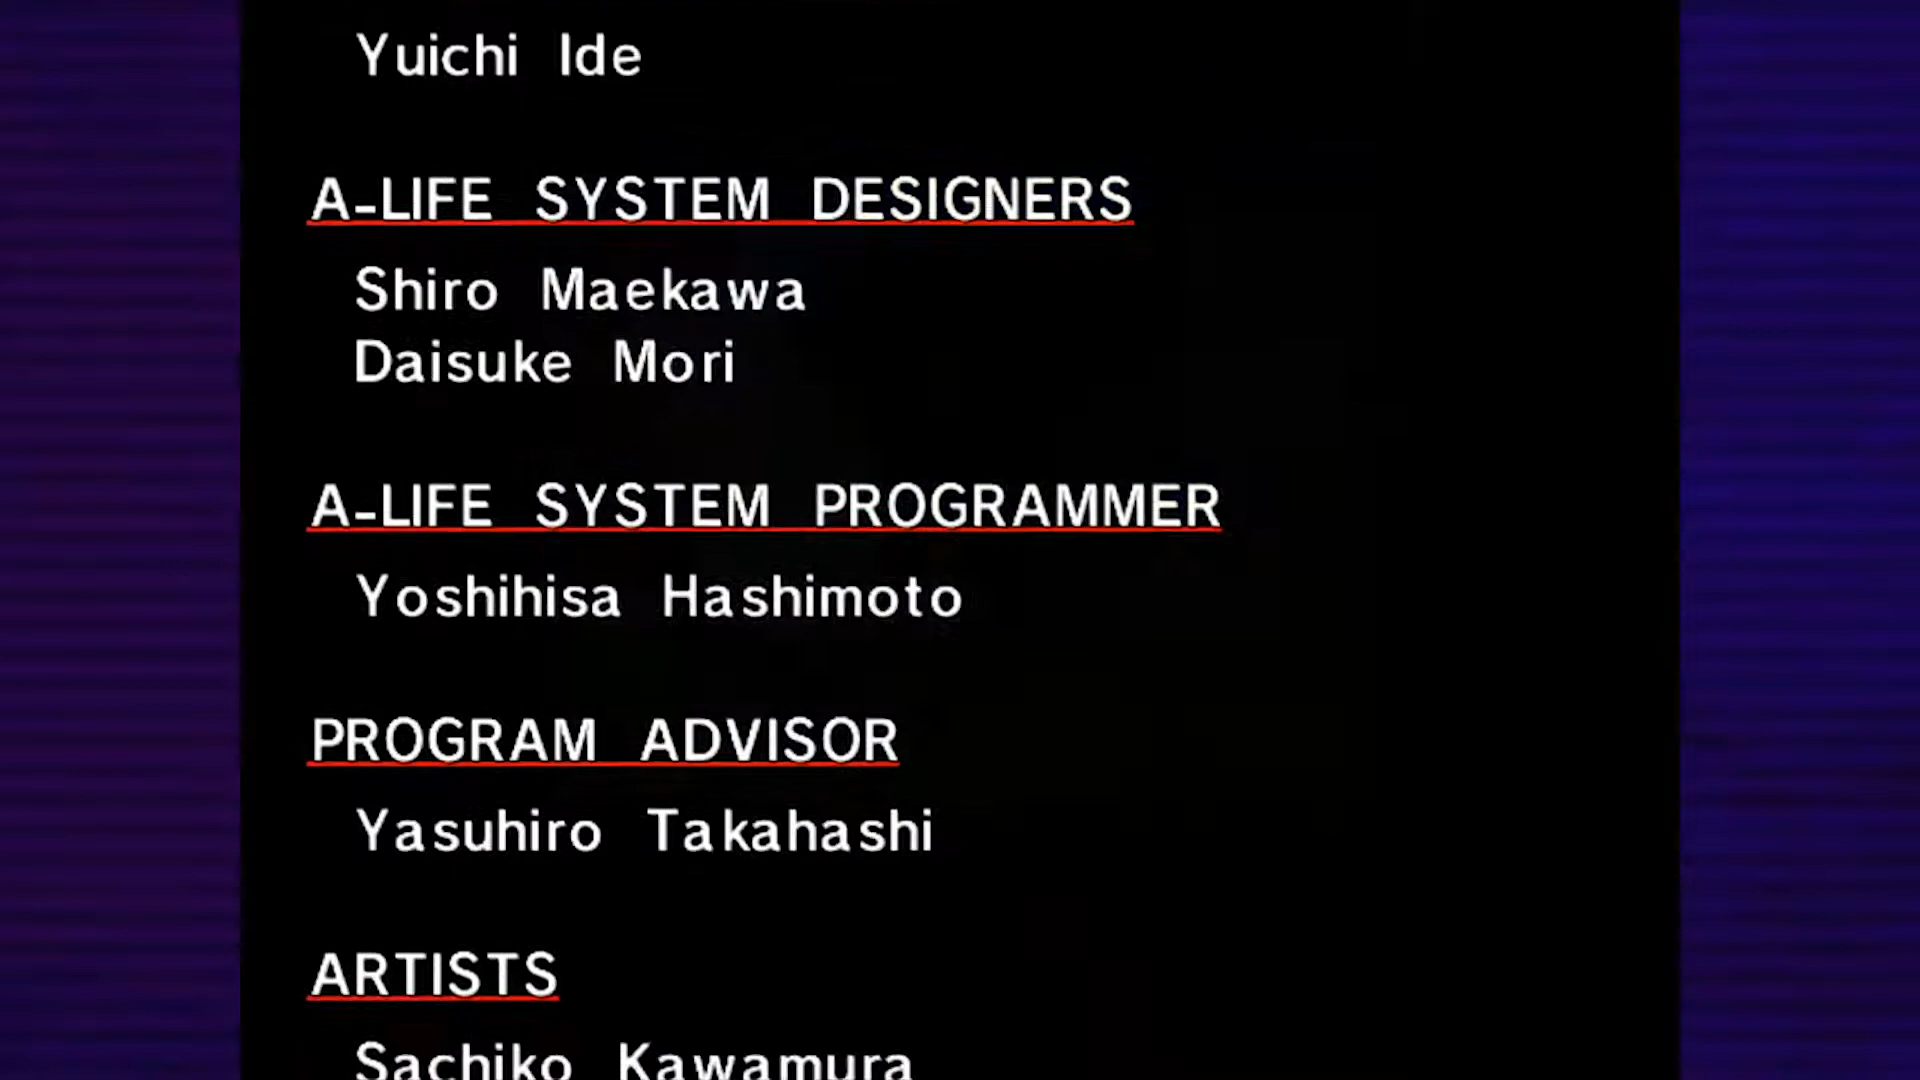 Yuichi Ide
A-LIFE SYSTEM DESIGNERS
Shiro Maekawa
Daisuke Mori
A-LIFE SYSTEM PROGRAMMER
Yoshihisa Hashimoto
PROGRAM ADVISOR
Yasuhiro Takahashi
ARTISTS
Sachiko Kawamura